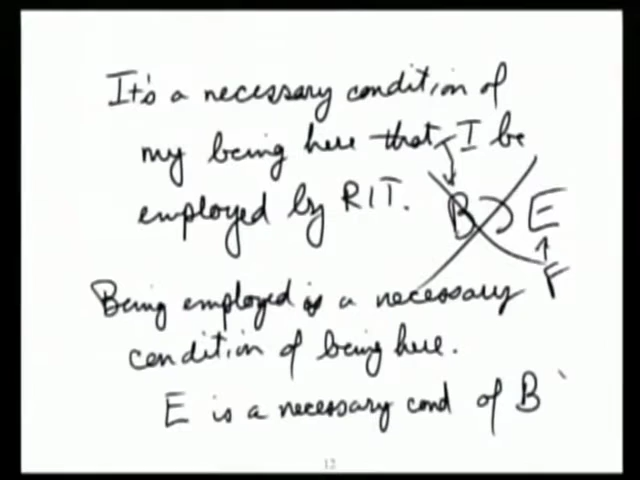 It's a necessary condition of
my being here that I be
employed by RIT. B ⊃ E
T F
Being employed is a necessary
condition of being here.
E is a necessary cond of B
12